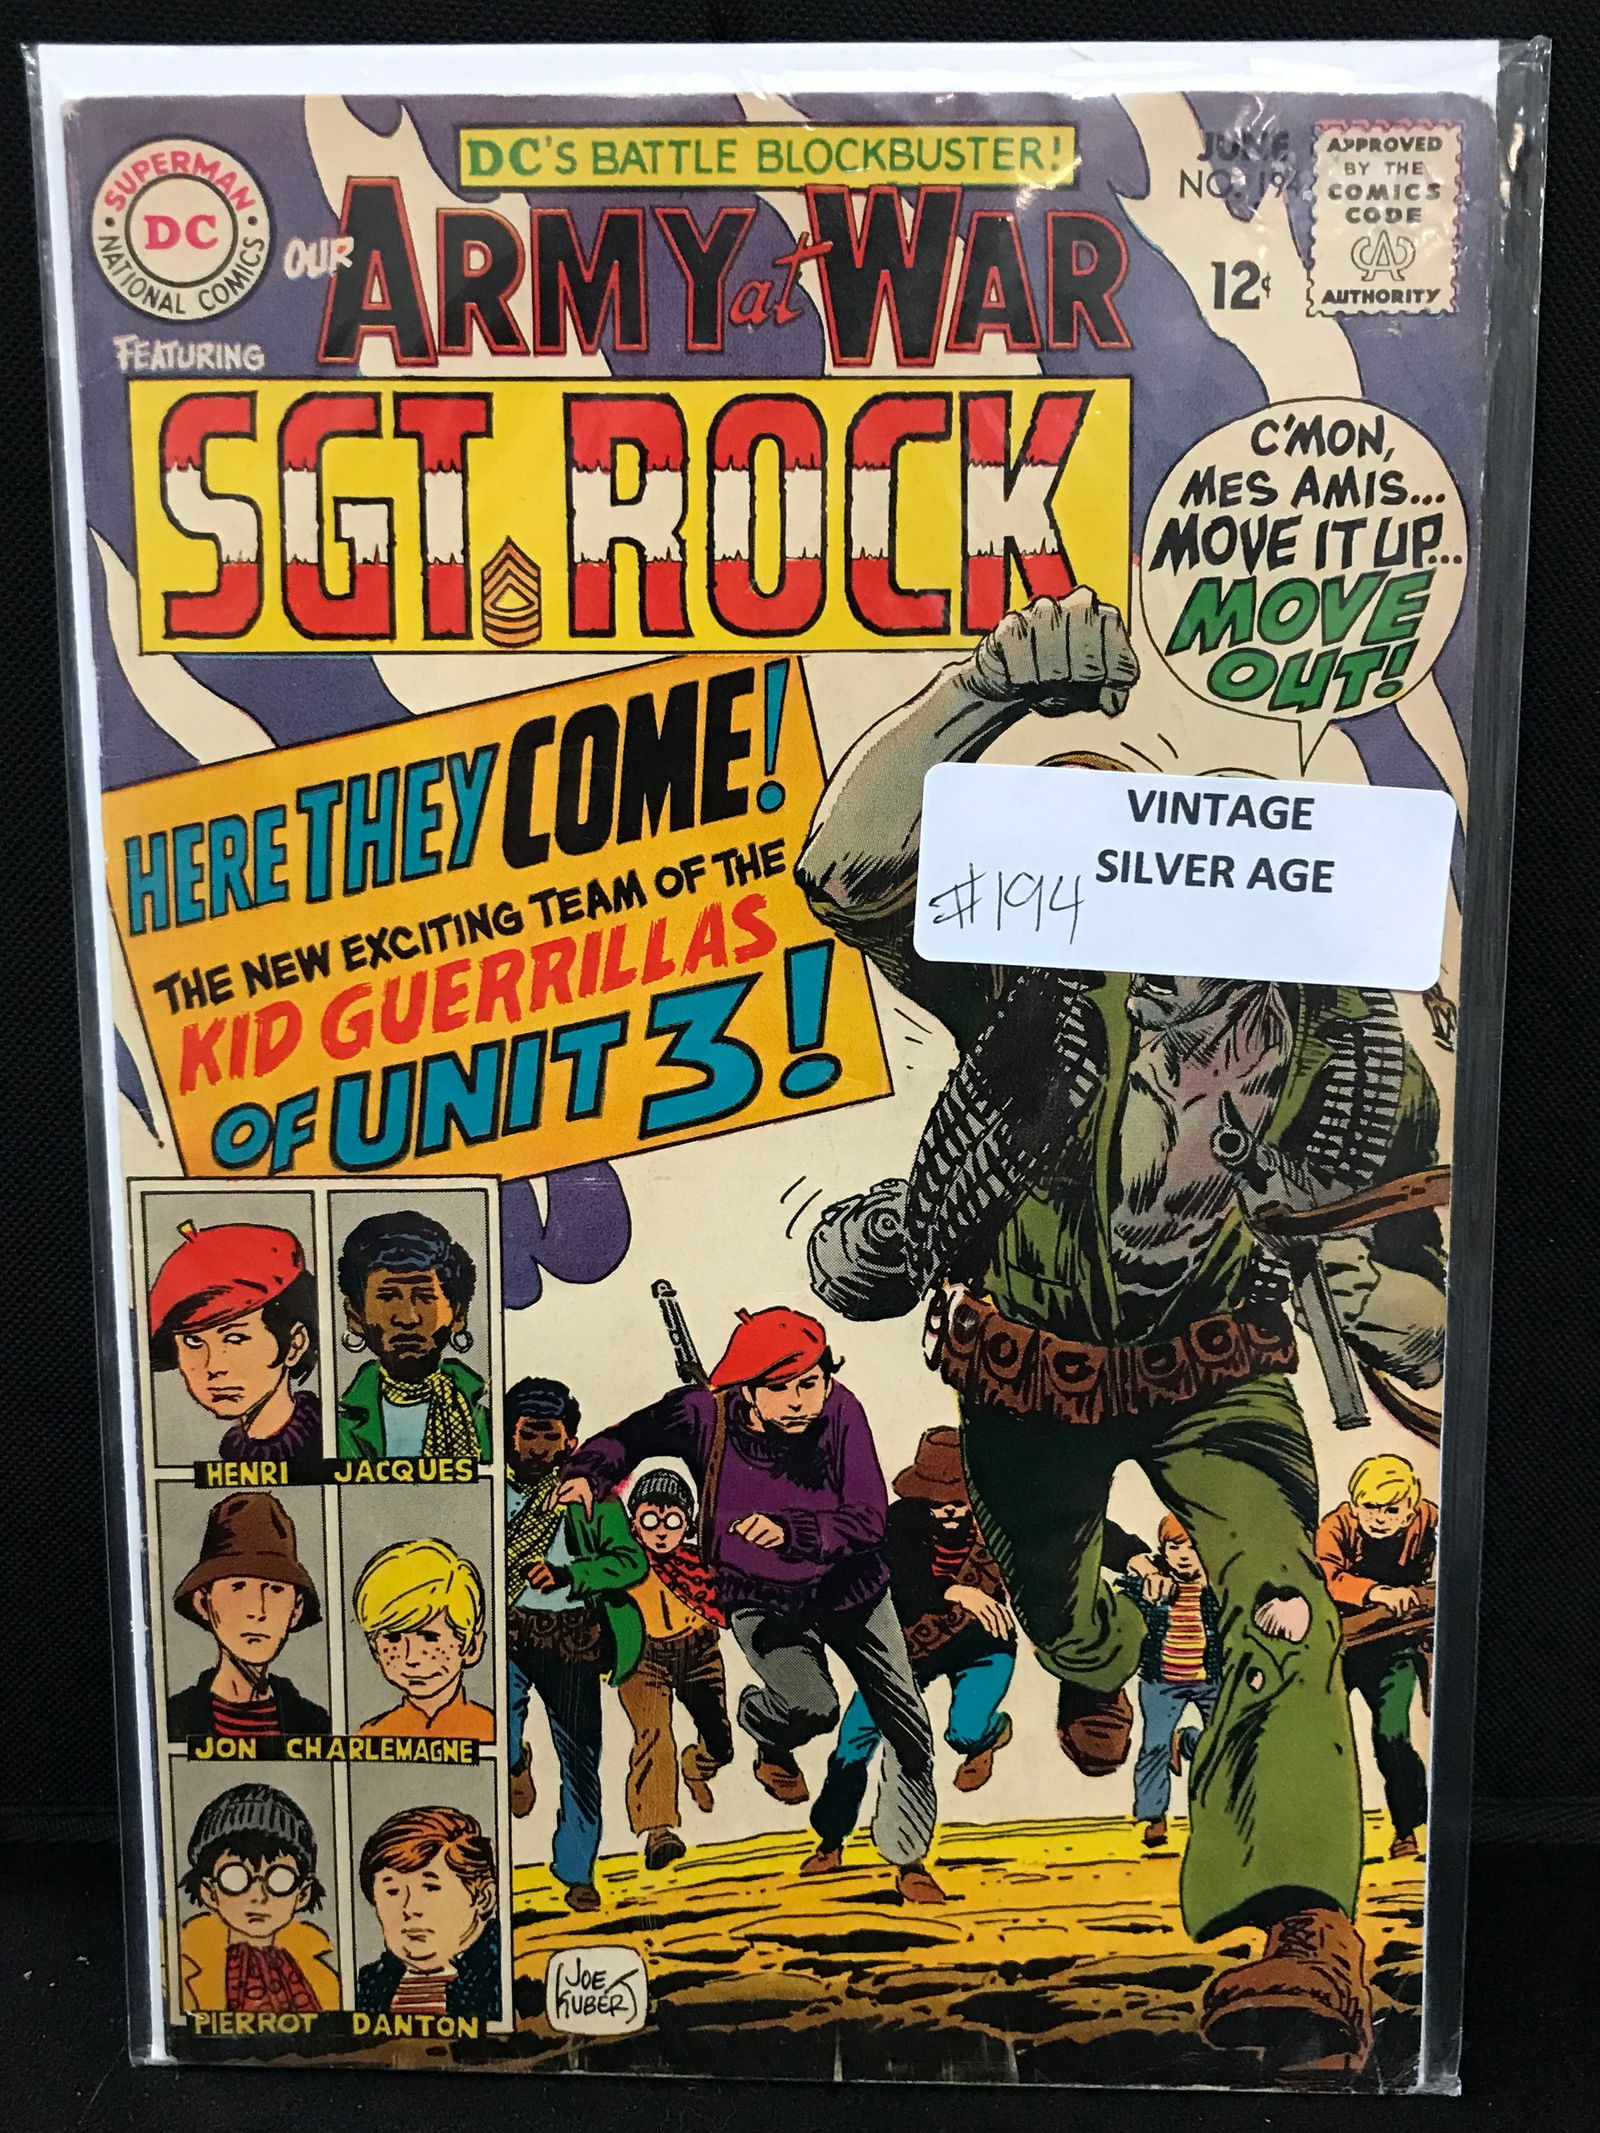 DC'S BATTLE BLOCKBUSTER!
SUPERMAN
DC
NATIONAL COMICS
JUNE
NO. 194
APPROVED
BY THE
COMICS
CODE
CA
AUTHORITY
12¢
OUR ARMY at WAR
FEATURING
SGT. ROCK
C'MON,
MES AMIS...
MOVE IT UP...
MOVE
OUT!
HERE THEY COME!
THE NEW EXCITING TEAM OF THE
KID GUERRILLAS
OF UNIT 3!
VINTAGE
SILVER AGE
#194
HENRI JACQUES
JON CHARLEMAGNE
PIERROT DANTON
JOE
KUBERT